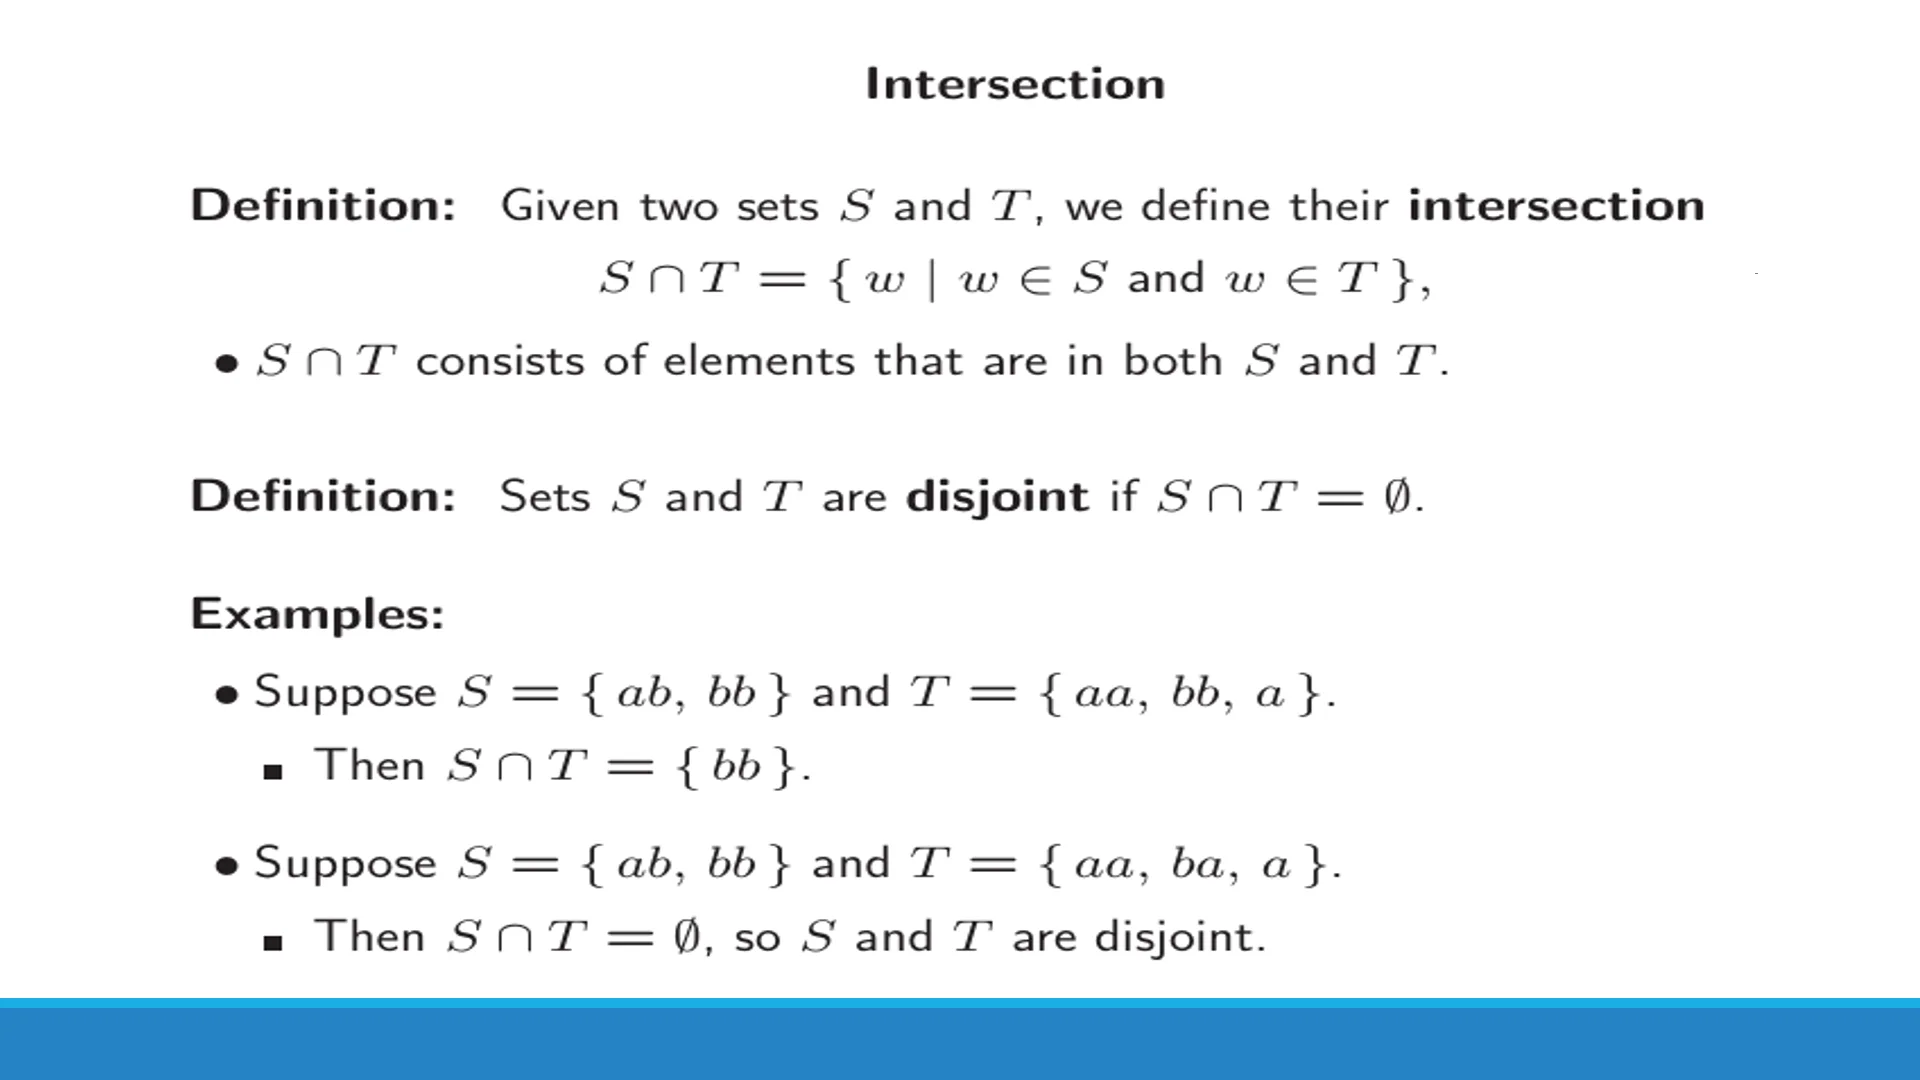 Intersection
Definition: Given two sets S and T, we define their intersection
S ∩ T = { w | w ∈ S and w ∈ T },
● S ∩ T consists of elements that are in both S and T.
Definition: Sets S and T are disjoint if S ∩ T = ∅.
Examples:
● Suppose S = { ab, bb } and T = { aa, bb, a }.
■ Then S ∩ T = { bb }.
● Suppose S = { ab, bb } and T = { aa, ba, a }.
■ Then S ∩ T = ∅, so S and T are disjoint.